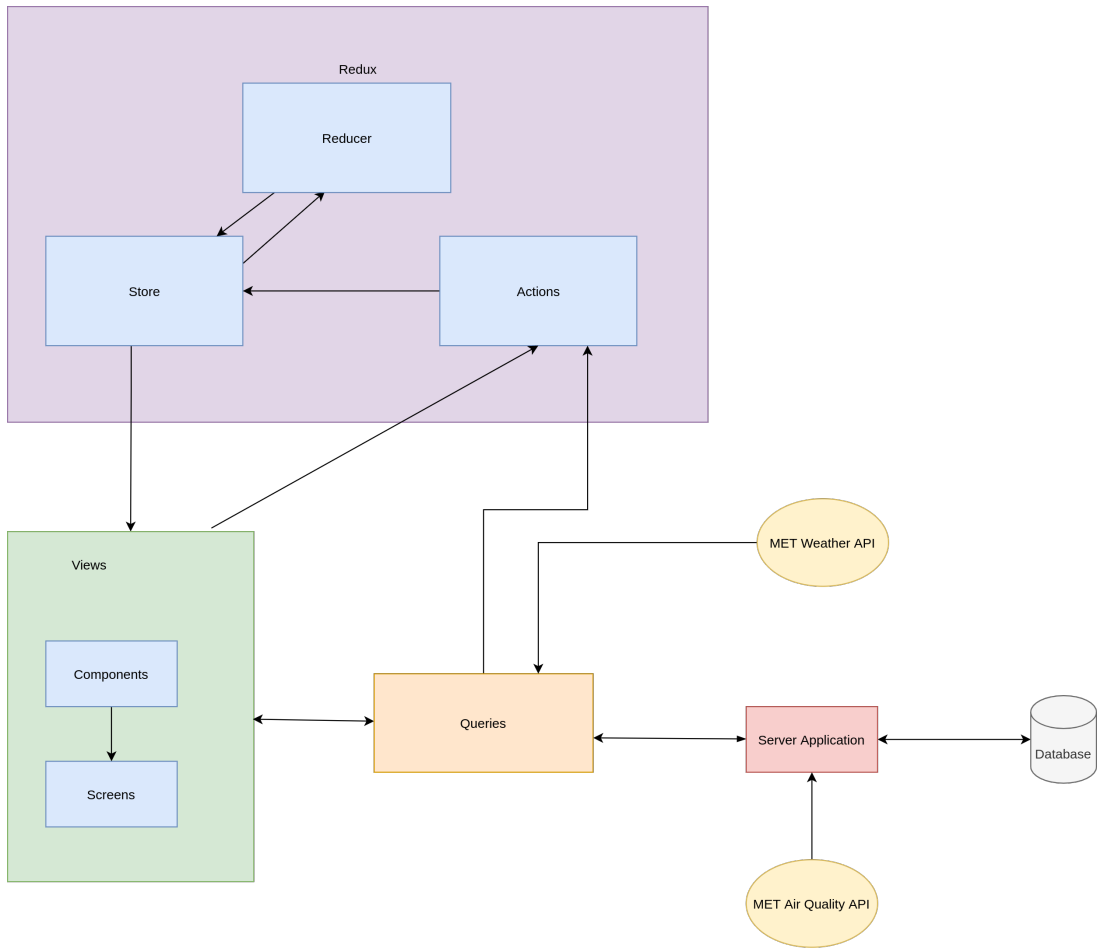 Redux
Reducer
Store
Actions
MET Weather API
Views
Components
Queries
Server Application
Database
Screens
MET Air Quality API